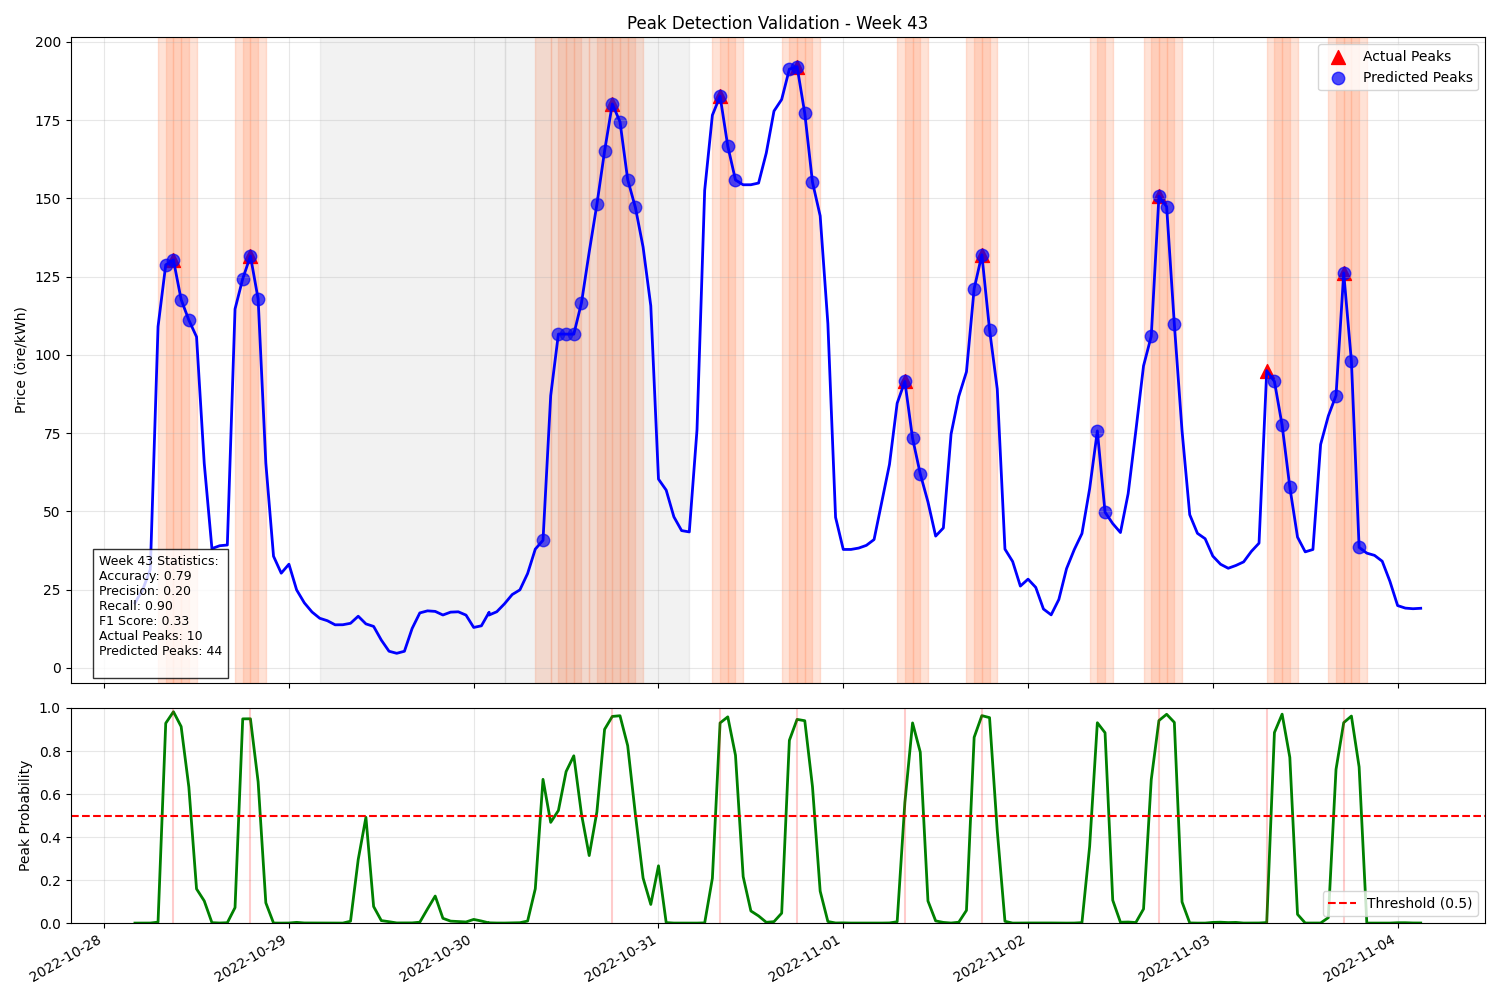 Peak Detection Validation - Week 43
200
175
150
125
100
75
50
25
0
Price (öre/kWh)
Actual Peaks
Predicted Peaks
Week 43 Statistics:
Accuracy: 0.79
Precision: 0.20
Recall: 0.90
F1 Score: 0.33
Actual Peaks: 10
Predicted Peaks: 44
1.0
0.8
0.6
0.4
0.2
0.0
Peak Probability
Threshold (0.5)
2022-10-28
2022-10-29
2022-10-30
2022-10-31
2022-11-01
2022-11-02
2022-11-03
2022-11-04